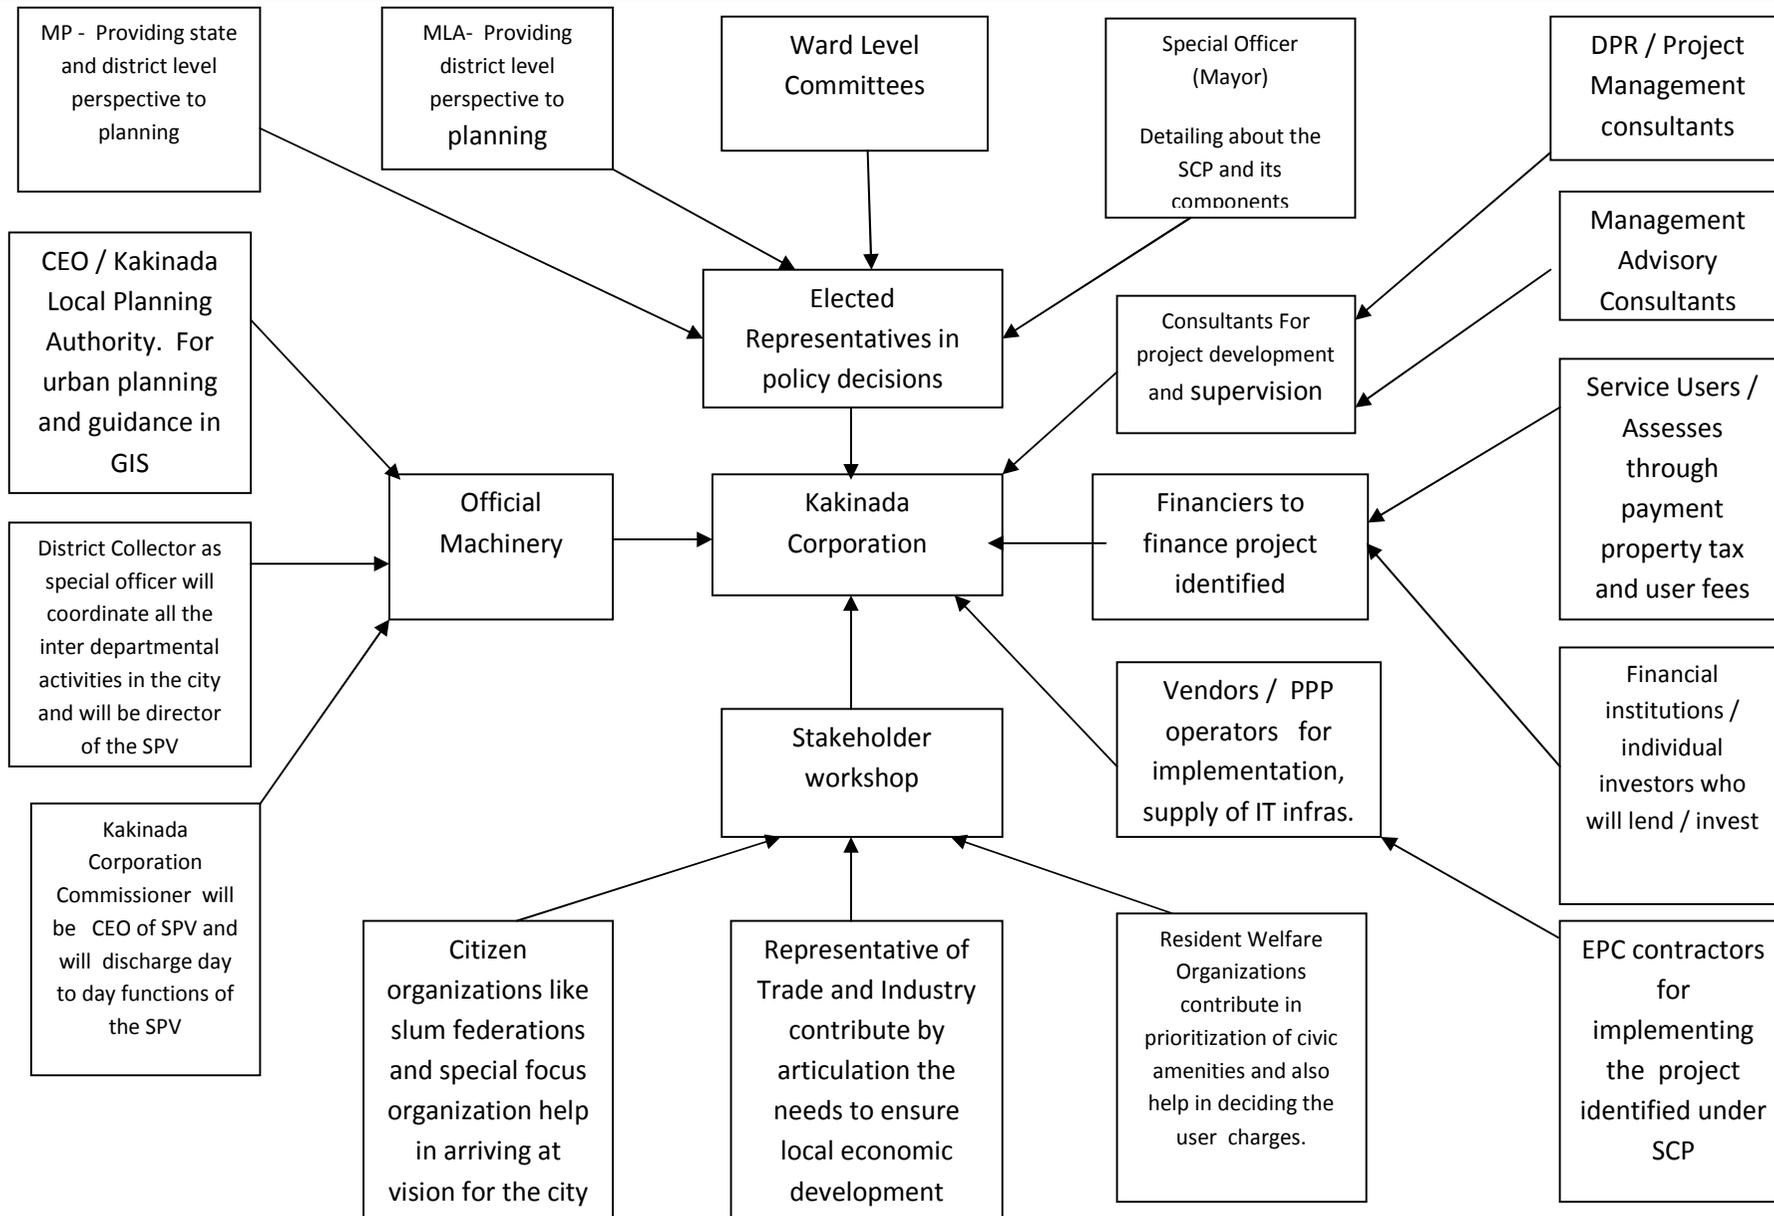 MP - Providing state
and district level
perspective to
planning
MLA- Providing
district level
perspective to
planning
Ward Level
Committees
Special Officer
(Mayor)
Detailing about the
SCP and its
components
DPR / Project
Management
consultants
CEO / Kakinada
Local Planning
Authority. For
urban planning
and guidance in
GIS
Elected
Representatives in
policy decisions
Consultants For
project development
and supervision
Management
Advisory
Consultants
Service Users /
Assesses
through
payment
property tax
and user fees
Official
Machinery
Kakinada
Corporation
Financiers to
finance project
identified
District Collector as
special officer will
coordinate all the
inter departmental
activities in the city
and will be director
of the SPV
Stakeholder
workshop
Vendors / PPP
operators for
implementation,
supply of IT infras.
Financial
institutions /
individual
investors who
will lend / invest
Kakinada
Corporation
Commissioner will
be CEO of SPV and
will discharge day
to day functions of
the SPV
Citizen
organizations like
slum federations
and special focus
organization help
in arriving at
vision for the city
Representative of
Trade and Industry
contribute by
articulation the
needs to ensure
local economic
development
Resident Welfare
Organizations
contribute in
prioritization of civic
amenities and also
help in deciding the
user charges.
EPC contractors
for
implementing
the project
identified under
SCP